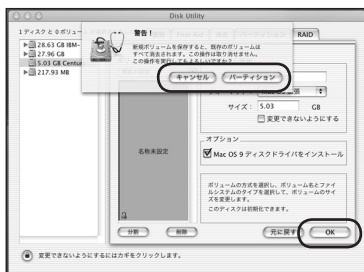 Disk Utility
1ディスク と 0ボリューム
28.63 GB IBM-
27.96 GB
5.03 GB Centur
217.93 MB
RAID
警告！
新規ボリュームを保存すると、既存のボリュームは
すべて消去されます。この操作は取り消せません。
この操作を実行してもよろしいですか？
キャンセル
パーティション
名称未設定
サイズ： 5.03 GB
変更できないようにする
オプション
Mac OS 9 ディスクドライバをインストール
ボリュームの方式を選択し、ボリューム名とファイ
ルシステムのタイプを選択して、ボリュームのサイ
ズを変更します。
このディスクは初期化できます。
分割
削除
元に戻す
OK
変更できないようにするにはカギをクリックします。